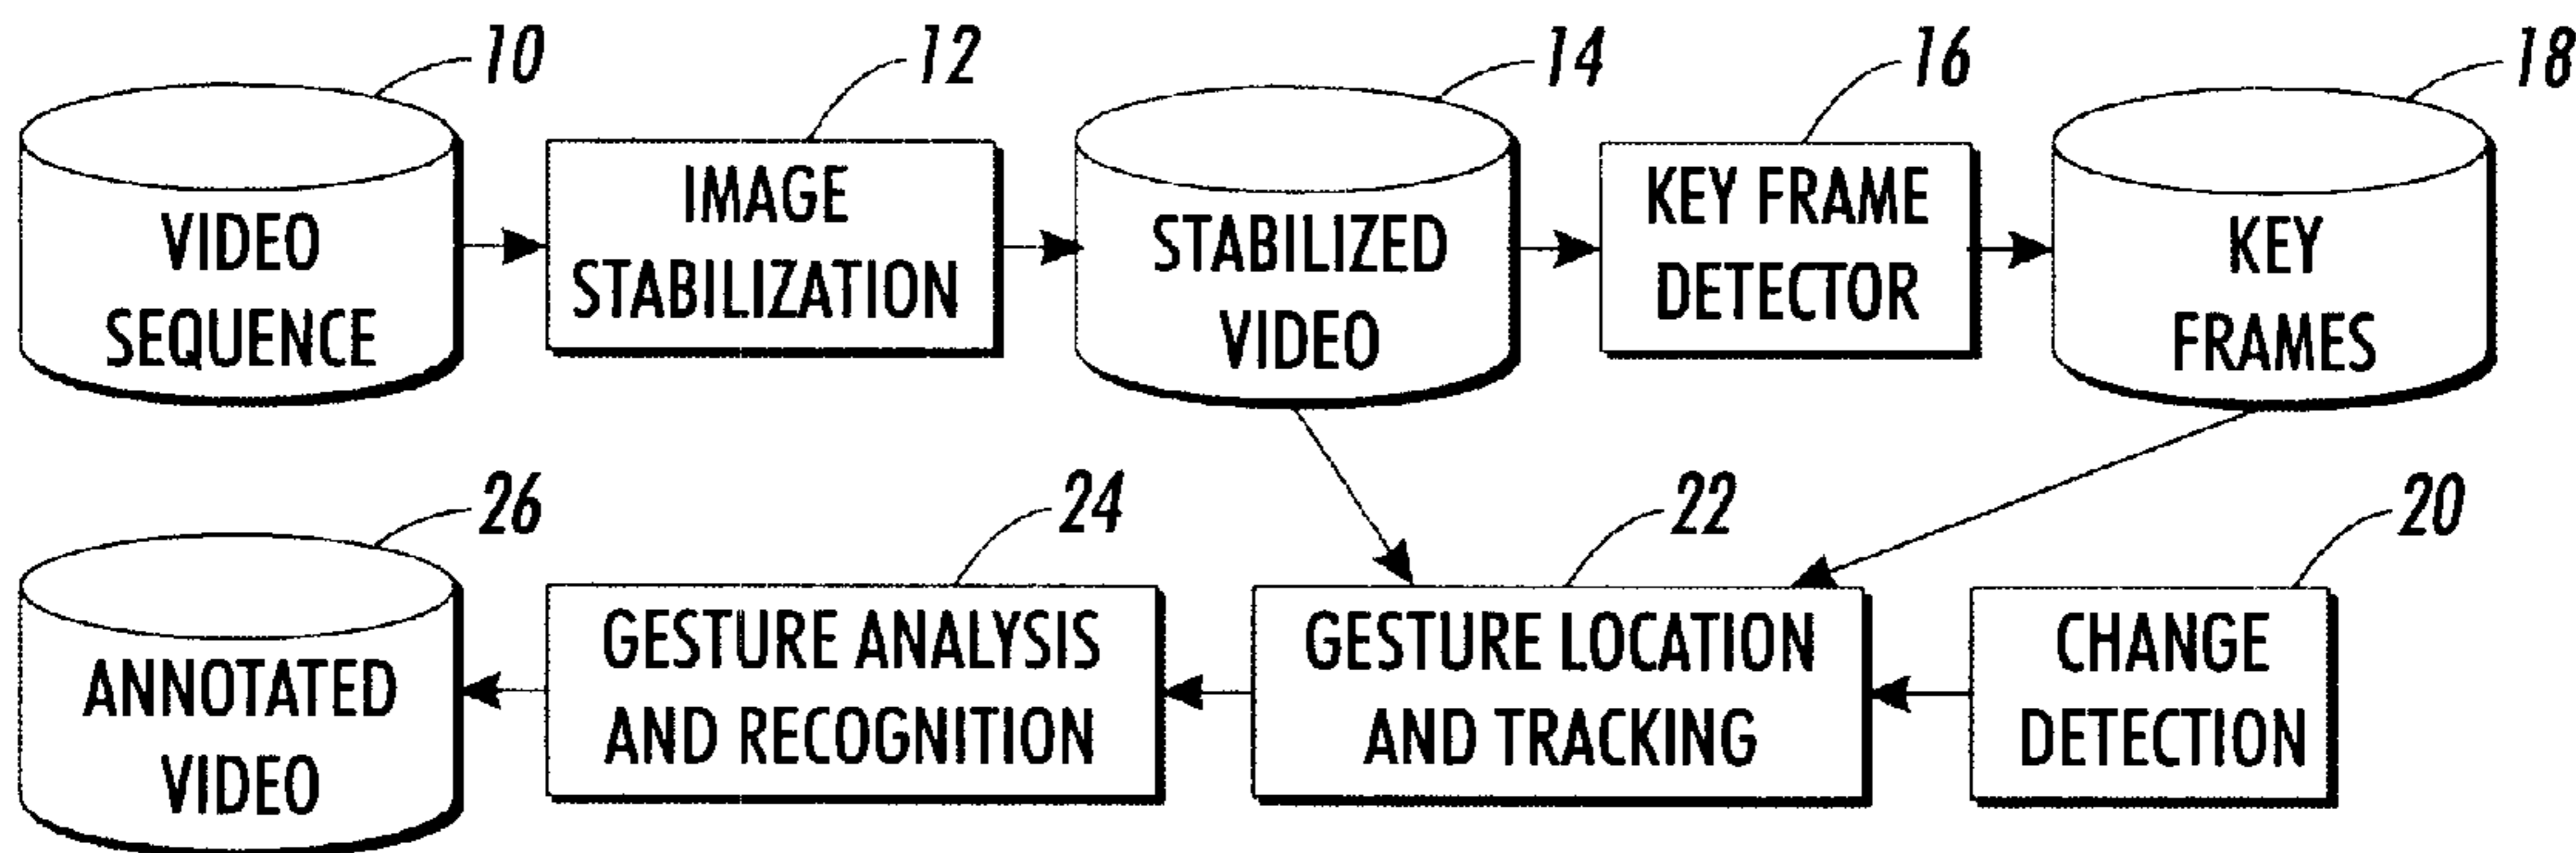 10
VIDEO
SEQUENCE
12
IMAGE
STABILIZATION
14
STABILIZED
VIDEO
16
KEY FRAME
DETECTOR
18
KEY
FRAMES
26
ANNOTATED
VIDEO
24
GESTURE ANALYSIS
AND RECOGNITION
22
GESTURE LOCATION
AND TRACKING
20
CHANGE
DETECTION